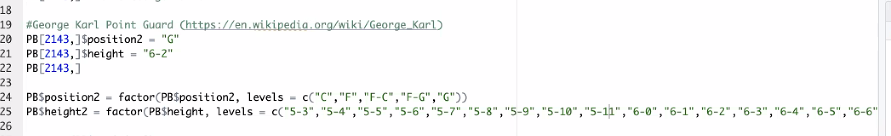 18
19 #George Karl Point Guard (https://en.wikipedia.org/wiki/George_Karl)
20 PB[2143,]$position2 = "G"
21 PB[2143,]$height = "6-2"
22 PB[2143,]
23
24 PB$position2 = factor(PB$position2, levels = c("C","F","F-C","F-G","G"))
25 PB$height2 = factor(PB$height, levels = c("5-3","5-4","5-5","5-6","5-7","5-8","5-9","5-10","5-11","6-0","6-1","6-2","6-3","6-4","6-5","6-6"
26